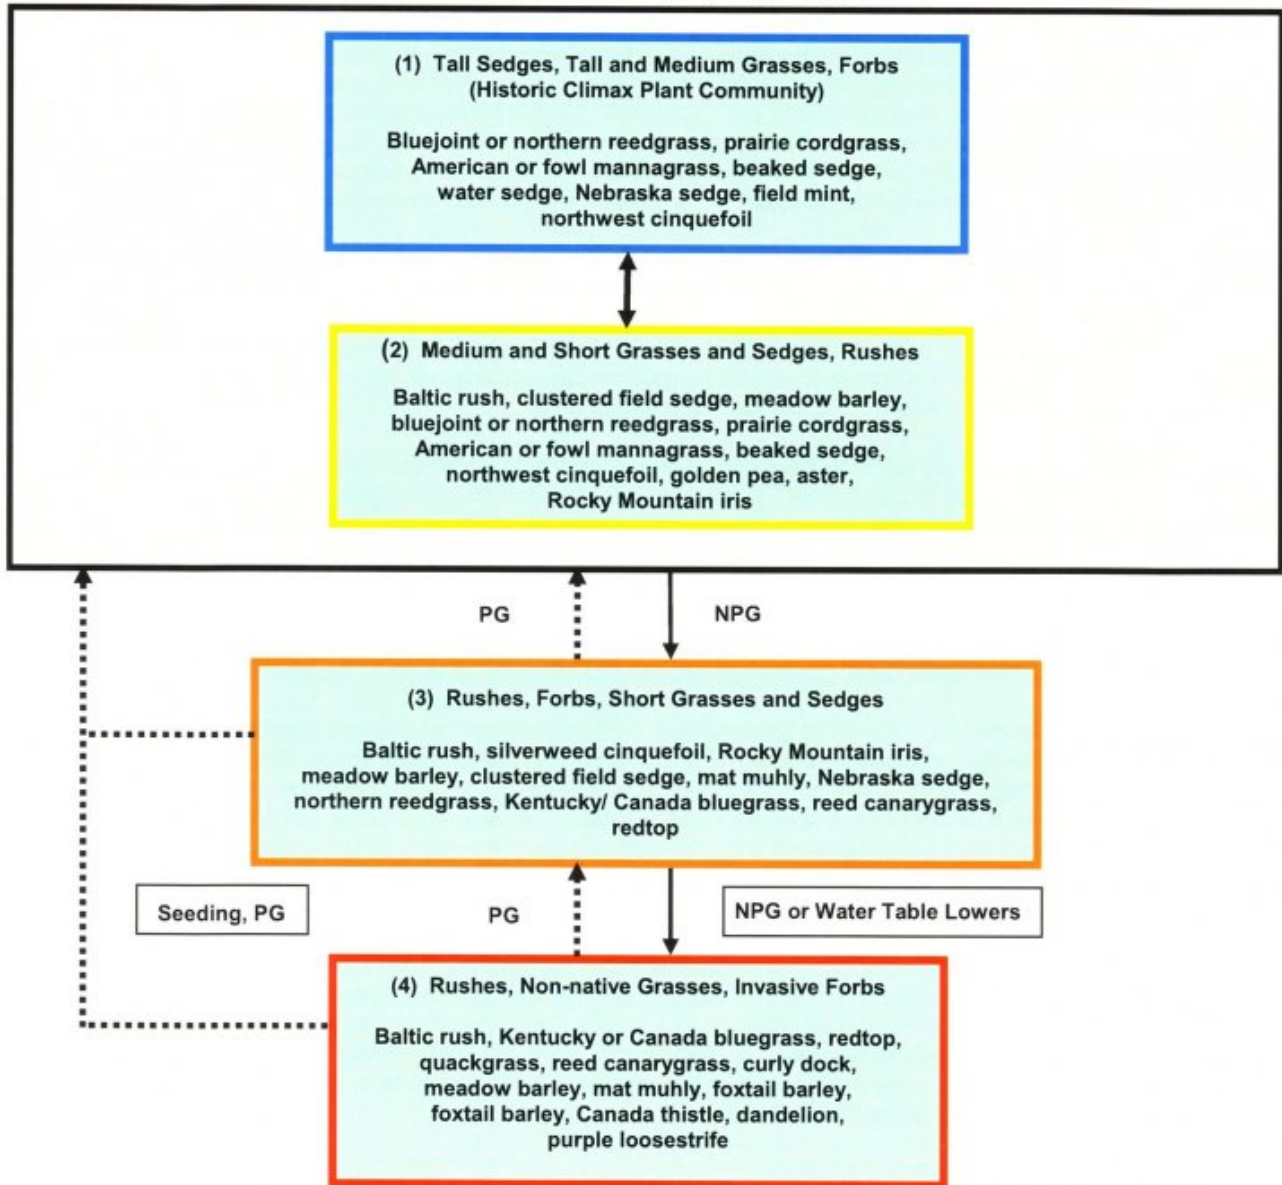 (1) Tall Sedges, Tall and Medium Grasses, Forbs
(Historic Climax Plant Community)
Bluejoint or northern reedgrass, prairie cordgrass,
American or fowl mannagrass, beaked sedge,
water sedge, Nebraska sedge, field mint,
northwest cinquefoil
(2) Medium and Short Grasses and Sedges, Rushes
Baltic rush, clustered field sedge, meadow barley,
bluejoint or northern reedgrass, prairie cordgrass,
American or fowl mannagrass, beaked sedge,
northwest cinquefoil, golden pea, aster,
Rocky Mountain iris
PG
NPG
(3) Rushes, Forbs, Short Grasses and Sedges
Baltic rush, silverweed cinquefoil, Rocky Mountain iris,
meadow barley, clustered field sedge, mat muhly, Nebraska sedge,
northern reedgrass, Kentucky/ Canada bluegrass, reed canarygrass,
redtop
Seeding, PG
PG
NPG or Water Table Lowers
(4) Rushes, Non-native Grasses, Invasive Forbs
Baltic rush, Kentucky or Canada bluegrass, redtop,
quackgrass, reed canarygrass, curly dock,
meadow barley, mat muhly, foxtail barley,
foxtail barley, Canada thistle, dandelion,
purple loosestrife